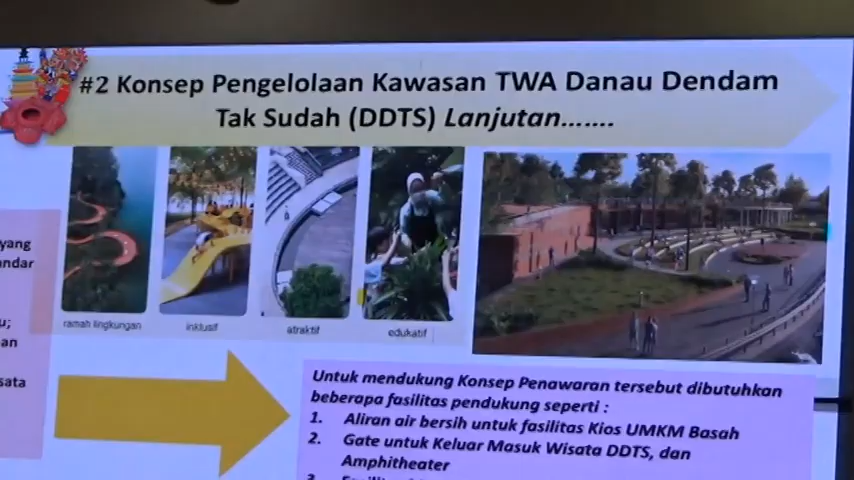 #2 Konsep Pengelolaan Kawasan TWA Danau Dendam
Tak Sudah (DDTS) Lanjutan.......
yang
ndar
u;
an
sata
ramah lingkungan
inklusif
atraktif
edukatif
Untuk mendukung Konsep Penawaran tersebut dibutuhkan
beberapa fasilitas pendukung seperti :
1. Aliran air bersih untuk fasilitas Kios UMKM Basah
2. Gate untuk Keluar Masuk Wisata DDTS, dan
Amphitheater
3.